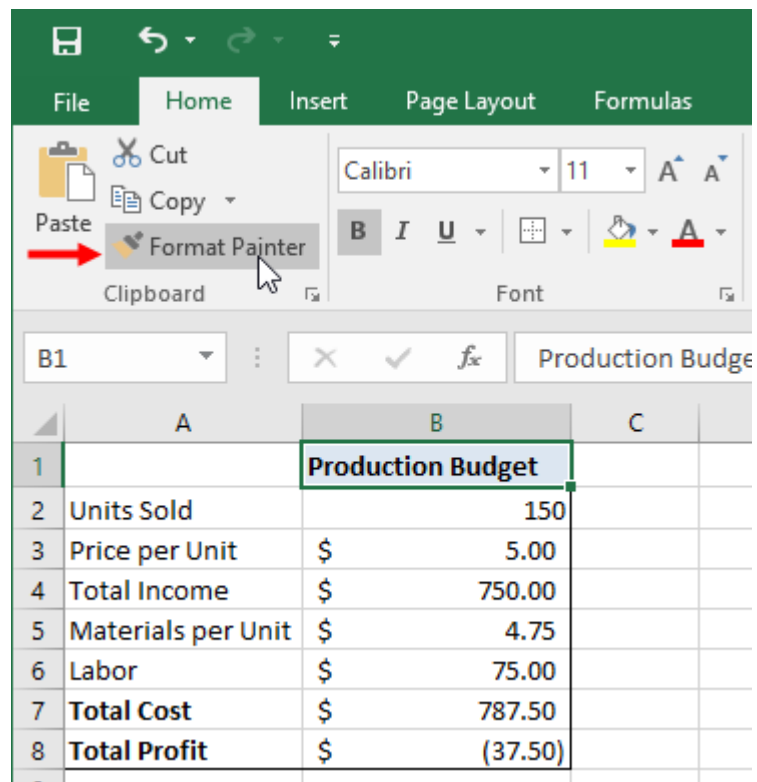 File Home Insert Page Layout Formulas
Cut
Calibri 11 A A
Copy
Paste
B I U A
Format Painter
Clipboard Font
B1 fx Production Budge
A B C
1 Production Budget
2 Units Sold 150
3 Price per Unit $ 5.00
4 Total Income $ 750.00
5 Materials per Unit $ 4.75
6 Labor $ 75.00
7 Total Cost $ 787.50
8 Total Profit $ (37.50)